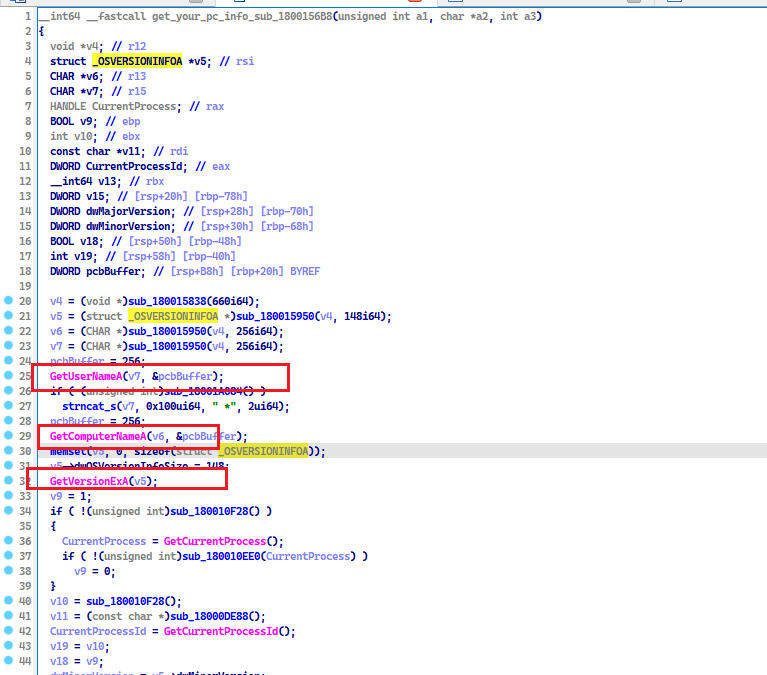 1 __int64 __fastcall get_your_pc_info_sub_1800156B8(unsigned int a1, char *a2, int a3)
2 {
3 void *v4; // r12
4 struct _OSVERSIONINFOA *v5; // rsi
5 CHAR *v6; // r13
6 CHAR *v7; // r15
7 HANDLE CurrentProcess; // rax
8 BOOL v9; // ebp
9 int v10; // ebx
10 const char *v11; // rdi
11 DWORD CurrentProcessId; // eax
12 __int64 v13; // rbx
13 DWORD v15; // [rsp+20h] [rbp-78h]
14 DWORD dwMajorVersion; // [rsp+28h] [rbp-70h]
15 DWORD dwMinorVersion; // [rsp+30h] [rbp-68h]
16 BOOL v18; // [rsp+50h] [rbp-48h]
17 int v19; // [rsp+58h] [rbp-40h]
18 DWORD pcbBuffer; // [rsp+B8h] [rbp+20h] BYREF
19
20 v4 = (void *)sub_180015838(660i64);
21 v5 = (struct _OSVERSIONINFOA *)sub_180015950(v4, 148i64);
22 v6 = (CHAR *)sub_180015950(v4, 256i64);
23 v7 = (CHAR *)sub_180015950(v4, 256i64);
24 pcbBuffer = 256;
25 GetUserNameA(v7, &pcbBuffer);
26 if ( (unsigned int)sub_18001A084() )
27 strncat_s(v7, 0x100ui64, " *", 2ui64);
28 pcbBuffer = 256;
29 GetComputerNameA(v6, &pcbBuffer);
30 memset(v5, 0, sizeof(struct _OSVERSIONINFOA));
31 v5->dwOSVersionInfoSize = 148;
32 GetVersionExA(v5);
33 v9 = 1;
34 if ( !(unsigned int)sub_180010F28() )
35 {
36 CurrentProcess = GetCurrentProcess();
37 if ( !(unsigned int)sub_180010EE0(CurrentProcess) )
38 v9 = 0;
39 }
40 v10 = sub_180010F28();
41 v11 = (const char *)sub_18000DE88();
42 CurrentProcessId = GetCurrentProcessId();
43 v19 = v10;
44 v18 = v9;
dwMinorVersion = v5->dwMinorVersion;